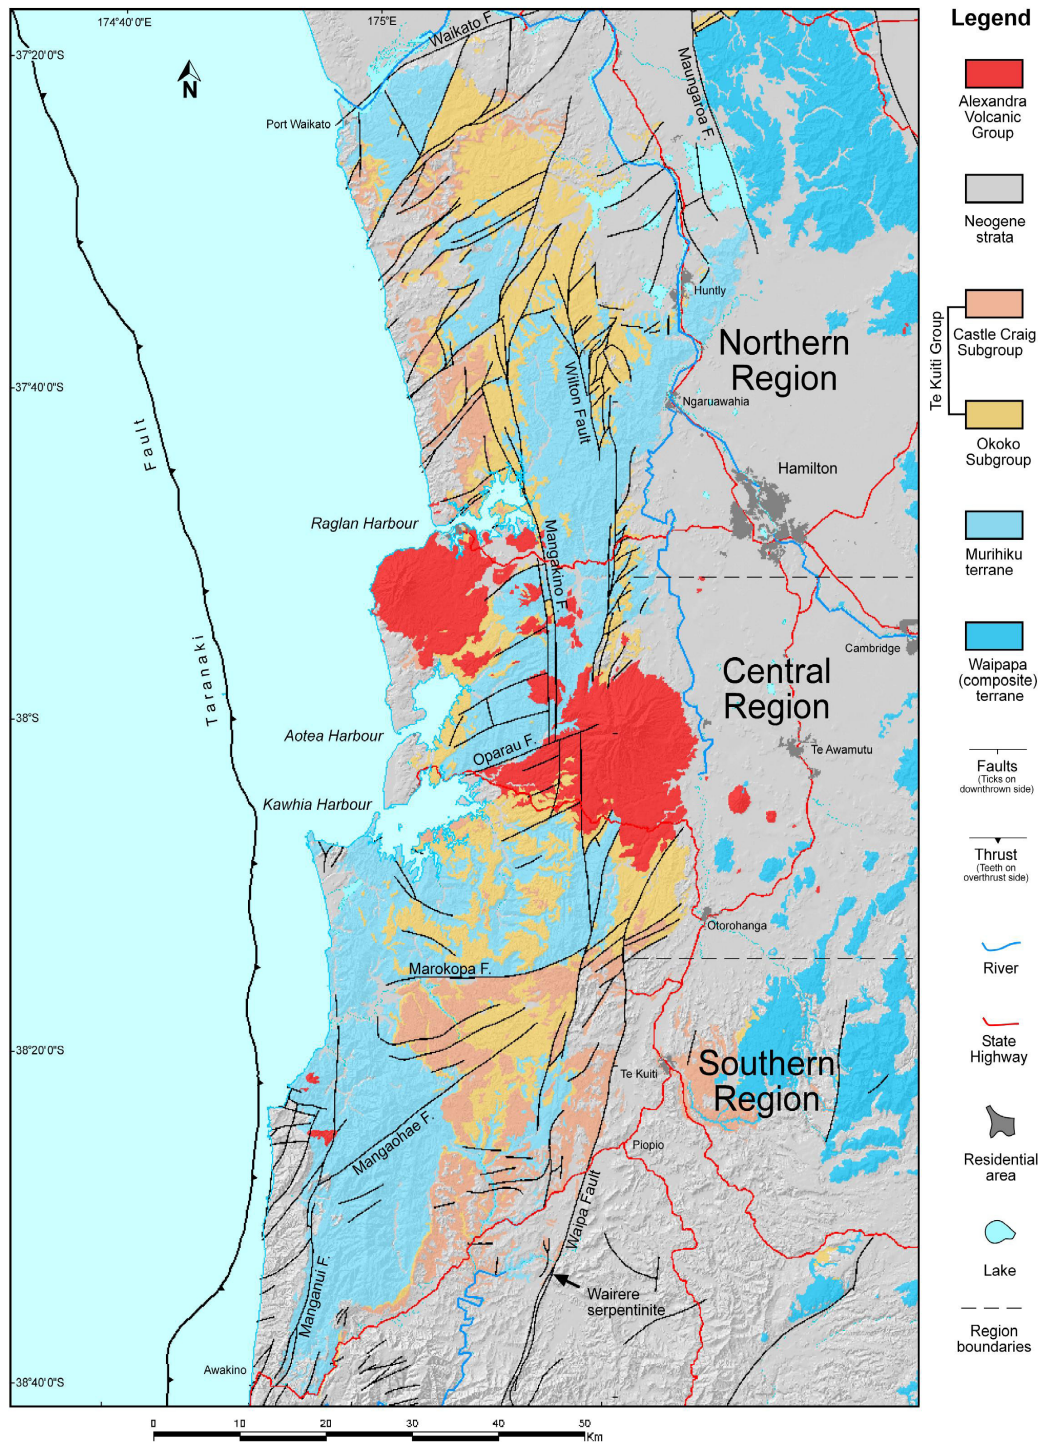 174°40'0"E
175°E
Legend
37°20'0"S
N
Waikato F.
Maungaroa F.
Port Waikato
Alexandra
Volcanic
Group
Neogene
strata
Huntly
Northern
Region
Te Kuiti Group
Castle Craig
Subgroup
37°40'0"S
Wilton Fault
Ngaruawahia
Okoko
Subgroup
Fault
Hamilton
Raglan Harbour
Mangakino F.
Murihiku
terrane
Taranaki
Cambridge
Central
Region
Waipapa
(composite)
terrane
38°S
Aotea Harbour
Oparau F.
Te Awamutu
Faults
(Ticks on
downthrown side)
Kawhia Harbour
Thrust
(Teeth on
overthrust side)
Otorohanga
Marokopa F.
River
38°20'0"S
State
Highway
Te Kuiti
Southern
Region
Mangaohae F.
Piopio
Residential
area
Waipa Fault
Manganui F.
Wairere
serpentinite
Lake
Region
boundaries
Awakino
38°40'0"S
0
10
20
30
40
50
Km